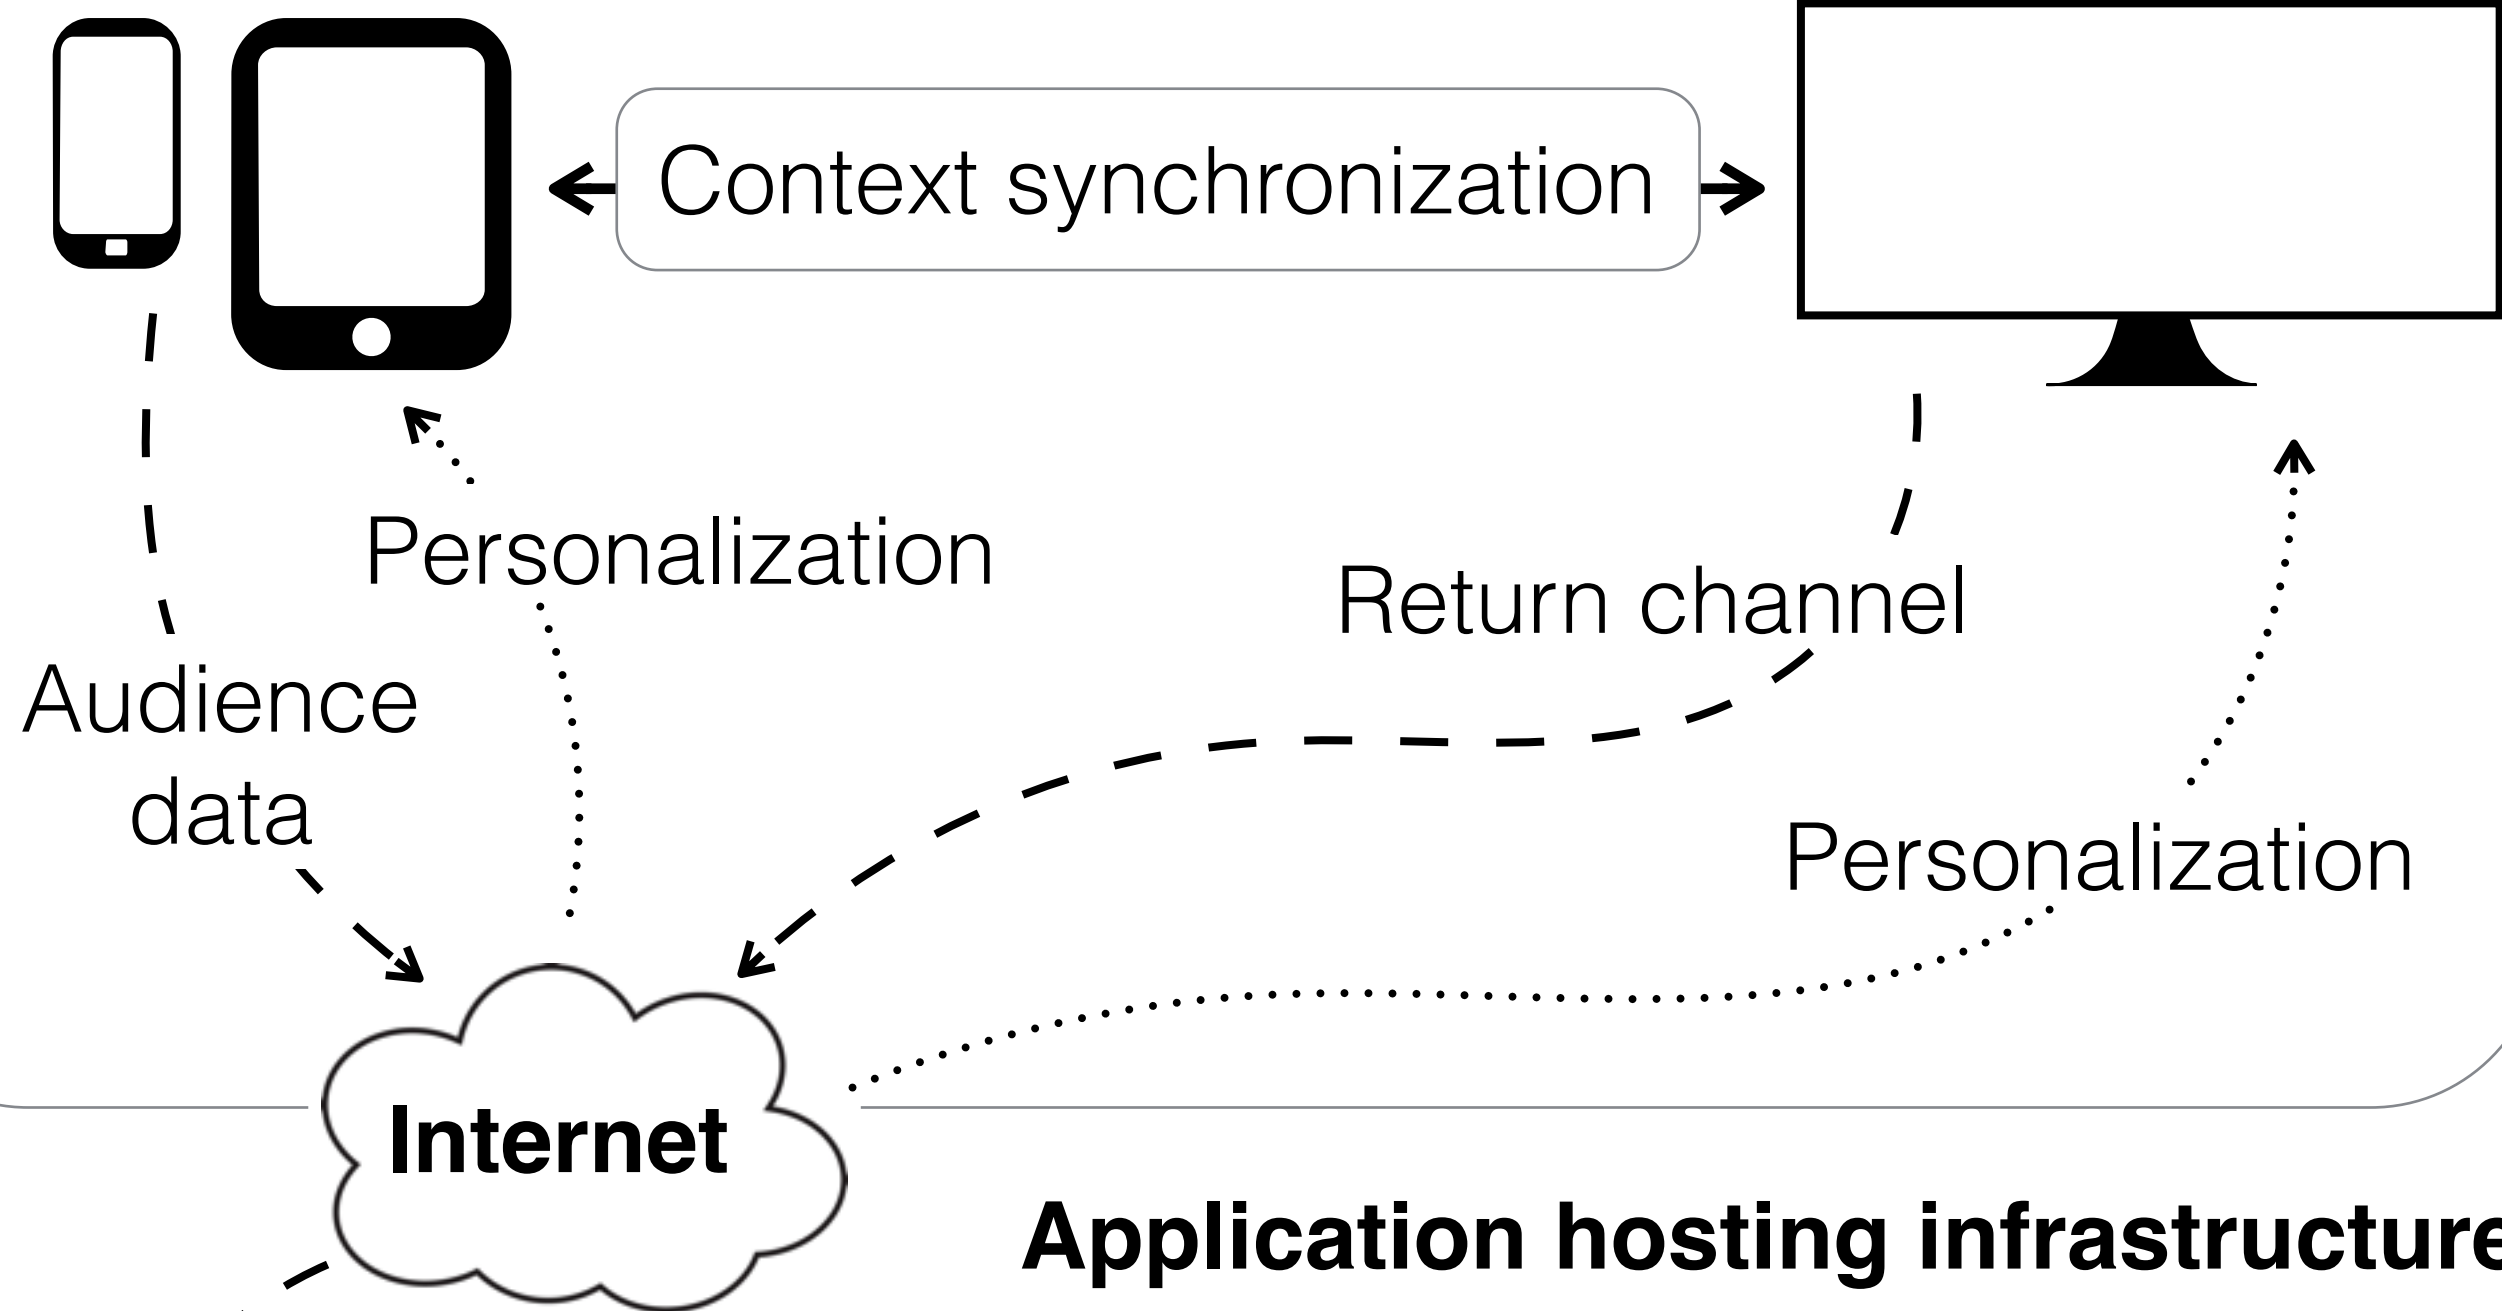 Context synchronization
Personalization
Return channel
Audience
data
Personalization
Internet
Application hosting infrastructure